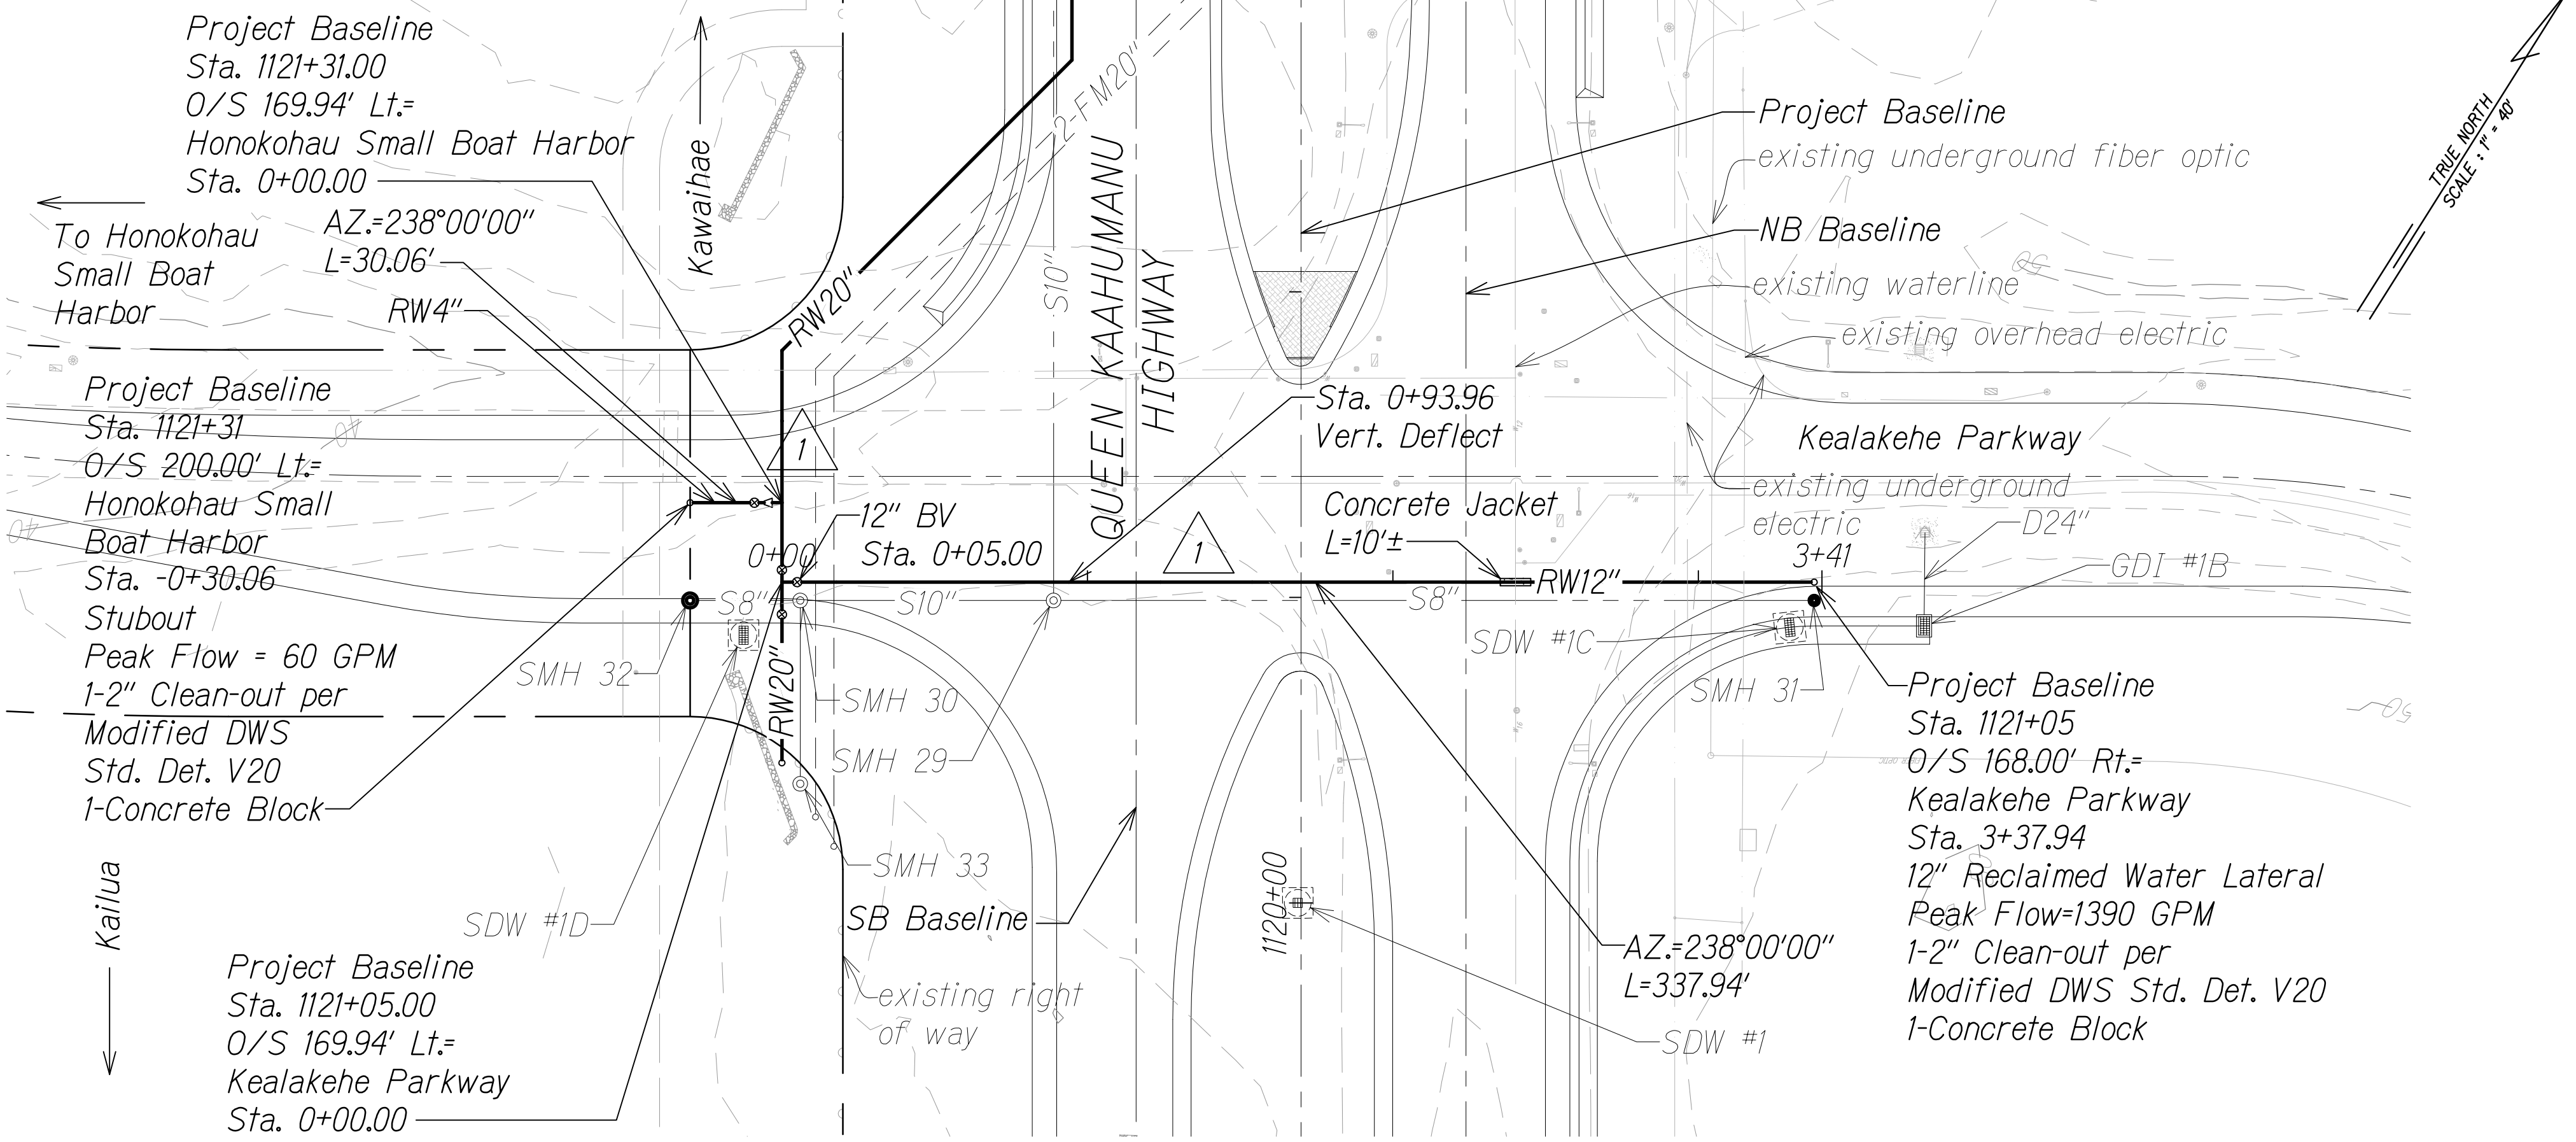 Project Baseline
Sta. 1121+31.00
O/S 169.94' Lt.=
Honokohau Small Boat Harbor
Sta. 0+00.00
To Honokohau
Small Boat
Harbor
AZ.=238°00'00"
L=30.06'
RW4"
Kawaihae
Project Baseline
Sta. 1121+31
O/S 200.00' Lt.=
Honokohau Small
Boat Harbor
Sta. -0+30.06
Stubout
Peak Flow = 60 GPM
1-2" Clean-out per
Modified DWS
Std. Det. V20
1-Concrete Block
40
40
Kailua
Project Baseline
Sta. 1121+05.00
O/S 169.94' Lt.=
Kealakehe Parkway
Sta. 0+00.00
RW20"
2-FM20"
S10"
QUEEN KAAHUMANU
HIGHWAY
1
0+00
12" BV
Sta. 0+05.00
S8"
S10"
SMH 32
RW20"
SMH 30
SMH 29
SMH 33
SDW #1D
SB Baseline
existing right
of way
Sta. 0+93.96
Vert. Deflect
1
Concrete Jacket
L=10'±
RW12"
S8"
1120+00
SDW #1
AZ.=238°00'00"
L=337.94'
Project Baseline
existing underground fiber optic
NB Baseline
existing waterline
existing overhead electric
50
Kealakehe Parkway
existing underground
electric
3+41
D24"
GDI #1B
SDW #1C
SMH 31
Project Baseline
Sta. 1121+05
O/S 168.00' Rt.=
Kealakehe Parkway
Sta. 3+37.94
12" Reclaimed Water Lateral
Peak Flow=1390 GPM
1-2" Clean-out per
Modified DWS Std. Det. V20
1-Concrete Block
50
FIBER OPTIC
TRUE NORTH
SCALE : 1" = 40'